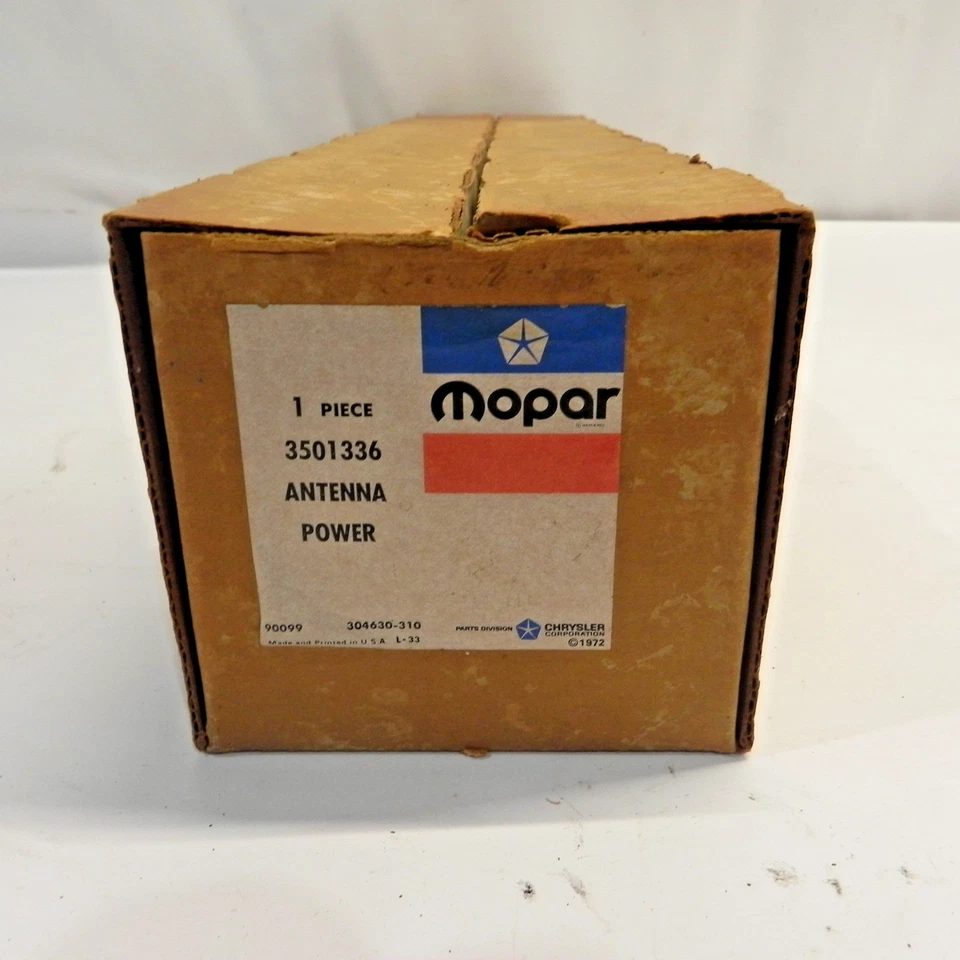 1 PIECE
3501336
ANTENNA
POWER
mopar
90099 304630-310
Made and Printed in U S A L-33
PARTS DIVISION CHRYSLER
CORPORATION
©1972